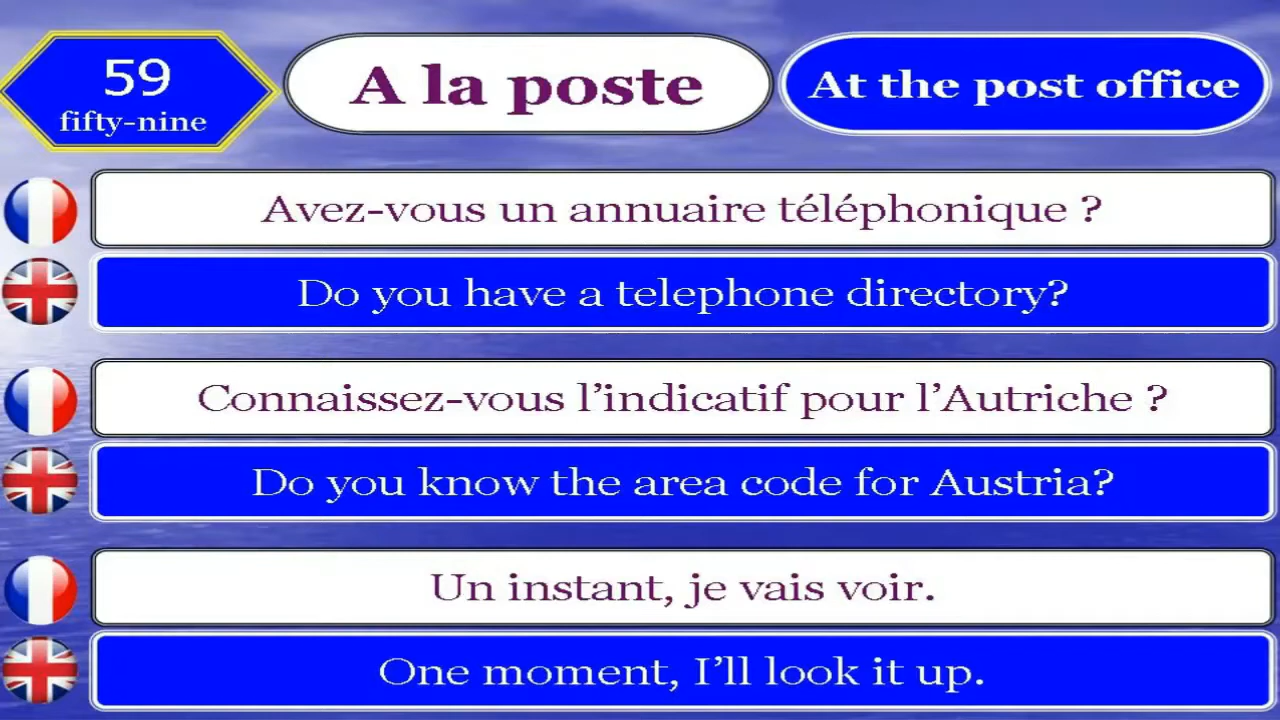 59
fifty-nine
A la poste
At the post office
Avez-vous un annuaire téléphonique ?
Do you have a telephone directory?
Connaissez-vous l’indicatif pour l’Autriche ?
Do you know the area code for Austria?
Un instant, je vais voir.
One moment, I’ll look it up.